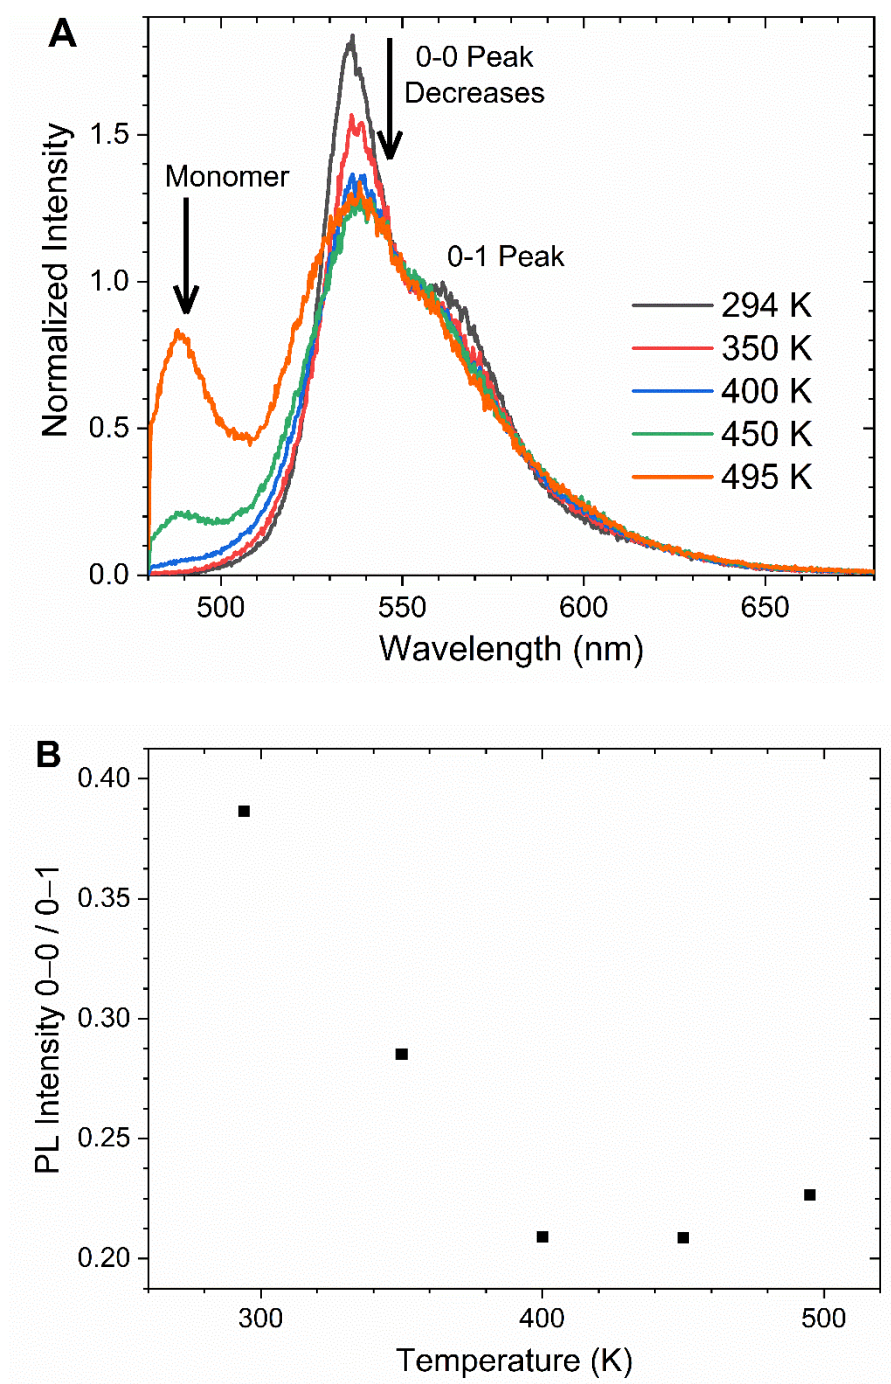 A
0-0 Peak
Decreases
Monomer
0-1 Peak
294 K
350 K
400 K
450 K
495 K
1.5
1.0
0.5
0.0
Normalized Intensity
500
550
600
650
Wavelength (nm)
B
0.40
0.35
0.30
0.25
0.20
PL Intensity 0–0 / 0–1
300
400
500
Temperature (K)